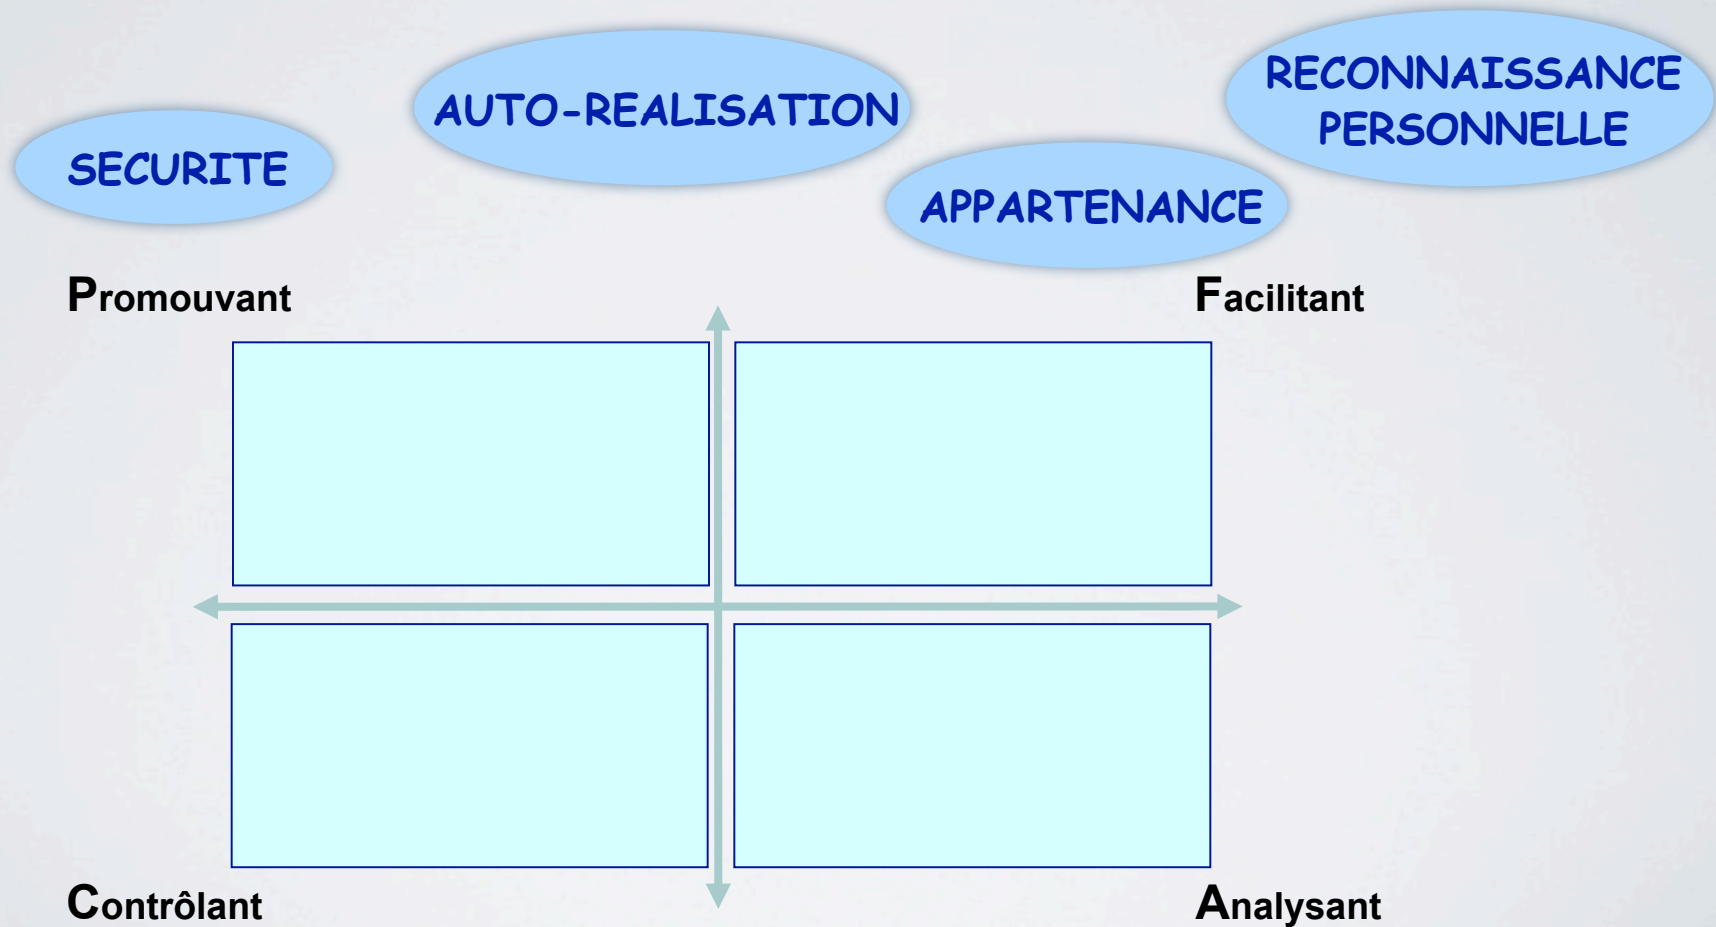 SECURITE
AUTO-REALISATION
APPARTENANCE
RECONNAISSANCE
PERSONNELLE
Promouvant
Facilitant
Contrôlant
Analysant